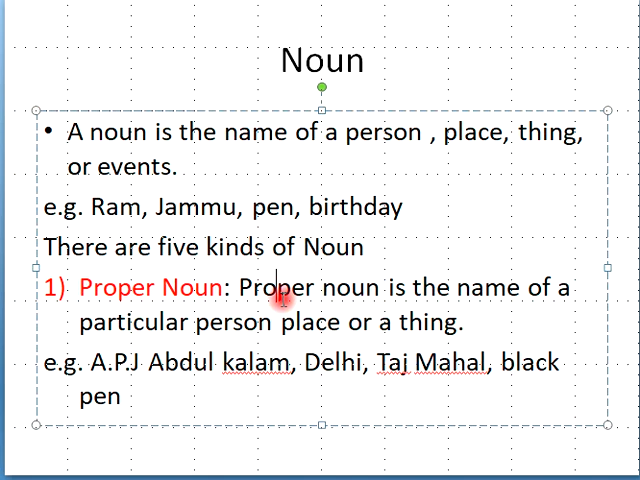 Noun
• A noun is the name of a person , place, thing,
or events.
e.g. Ram, Jammu, pen, birthday
There are five kinds of Noun
1) Proper Noun: Proper noun is the name of a
particular person place or a thing.
e.g. A.P.J Abdul kalam, Delhi, Taj Mahal, black
pen